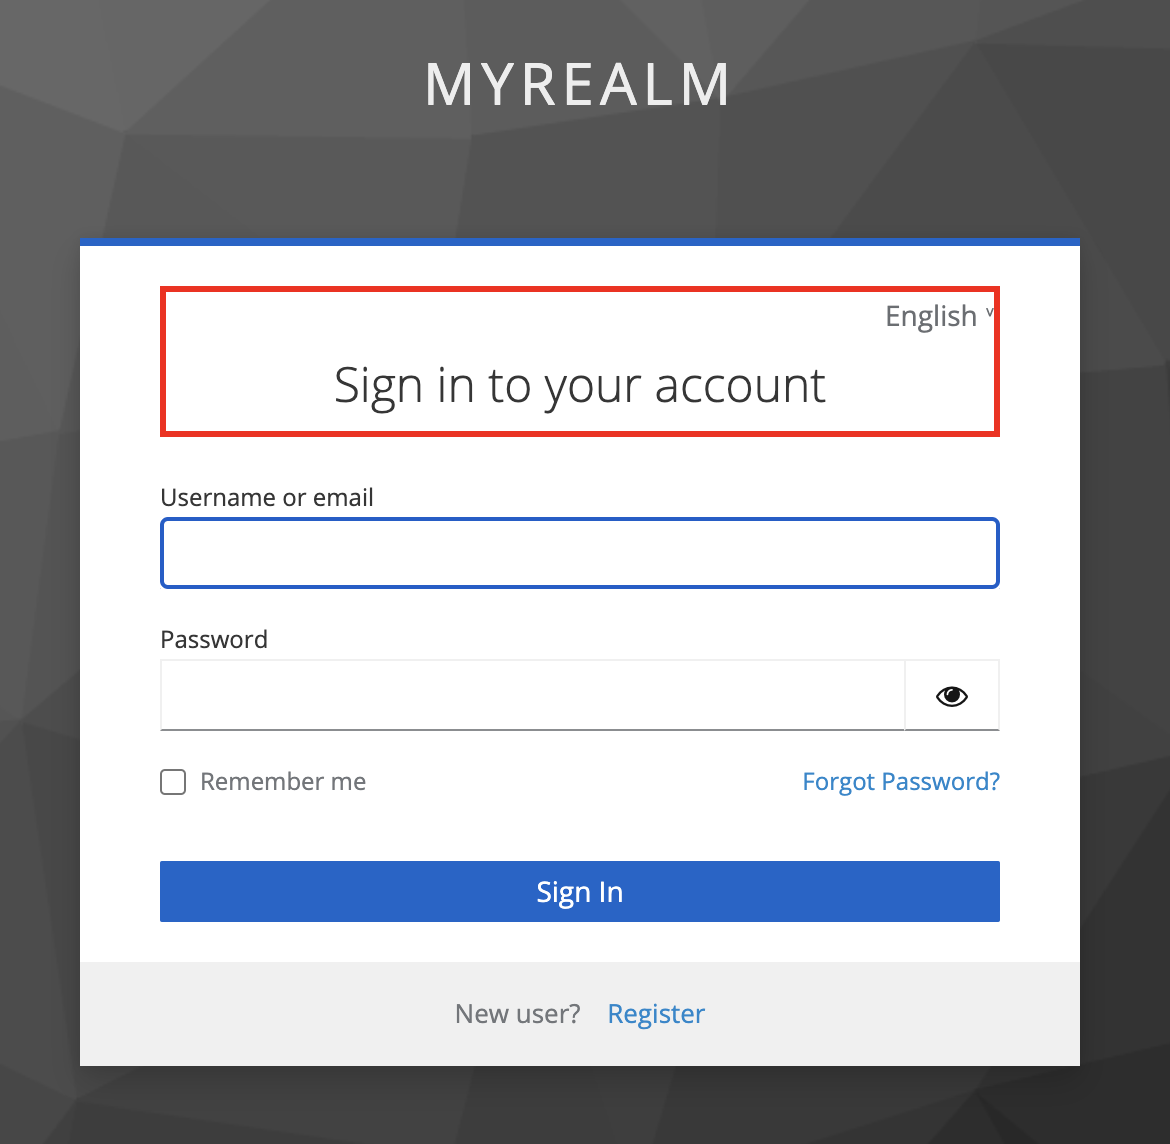 MYREALM
English
Sign in to your account
Username or email
Password
Remember me
Forgot Password?
Sign In
New user? Register